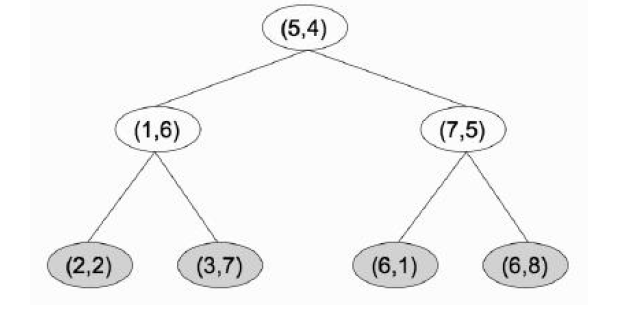 (5,4)
(1,6) (7,5)
(2,2) (3,7) (6,1) (6,8)